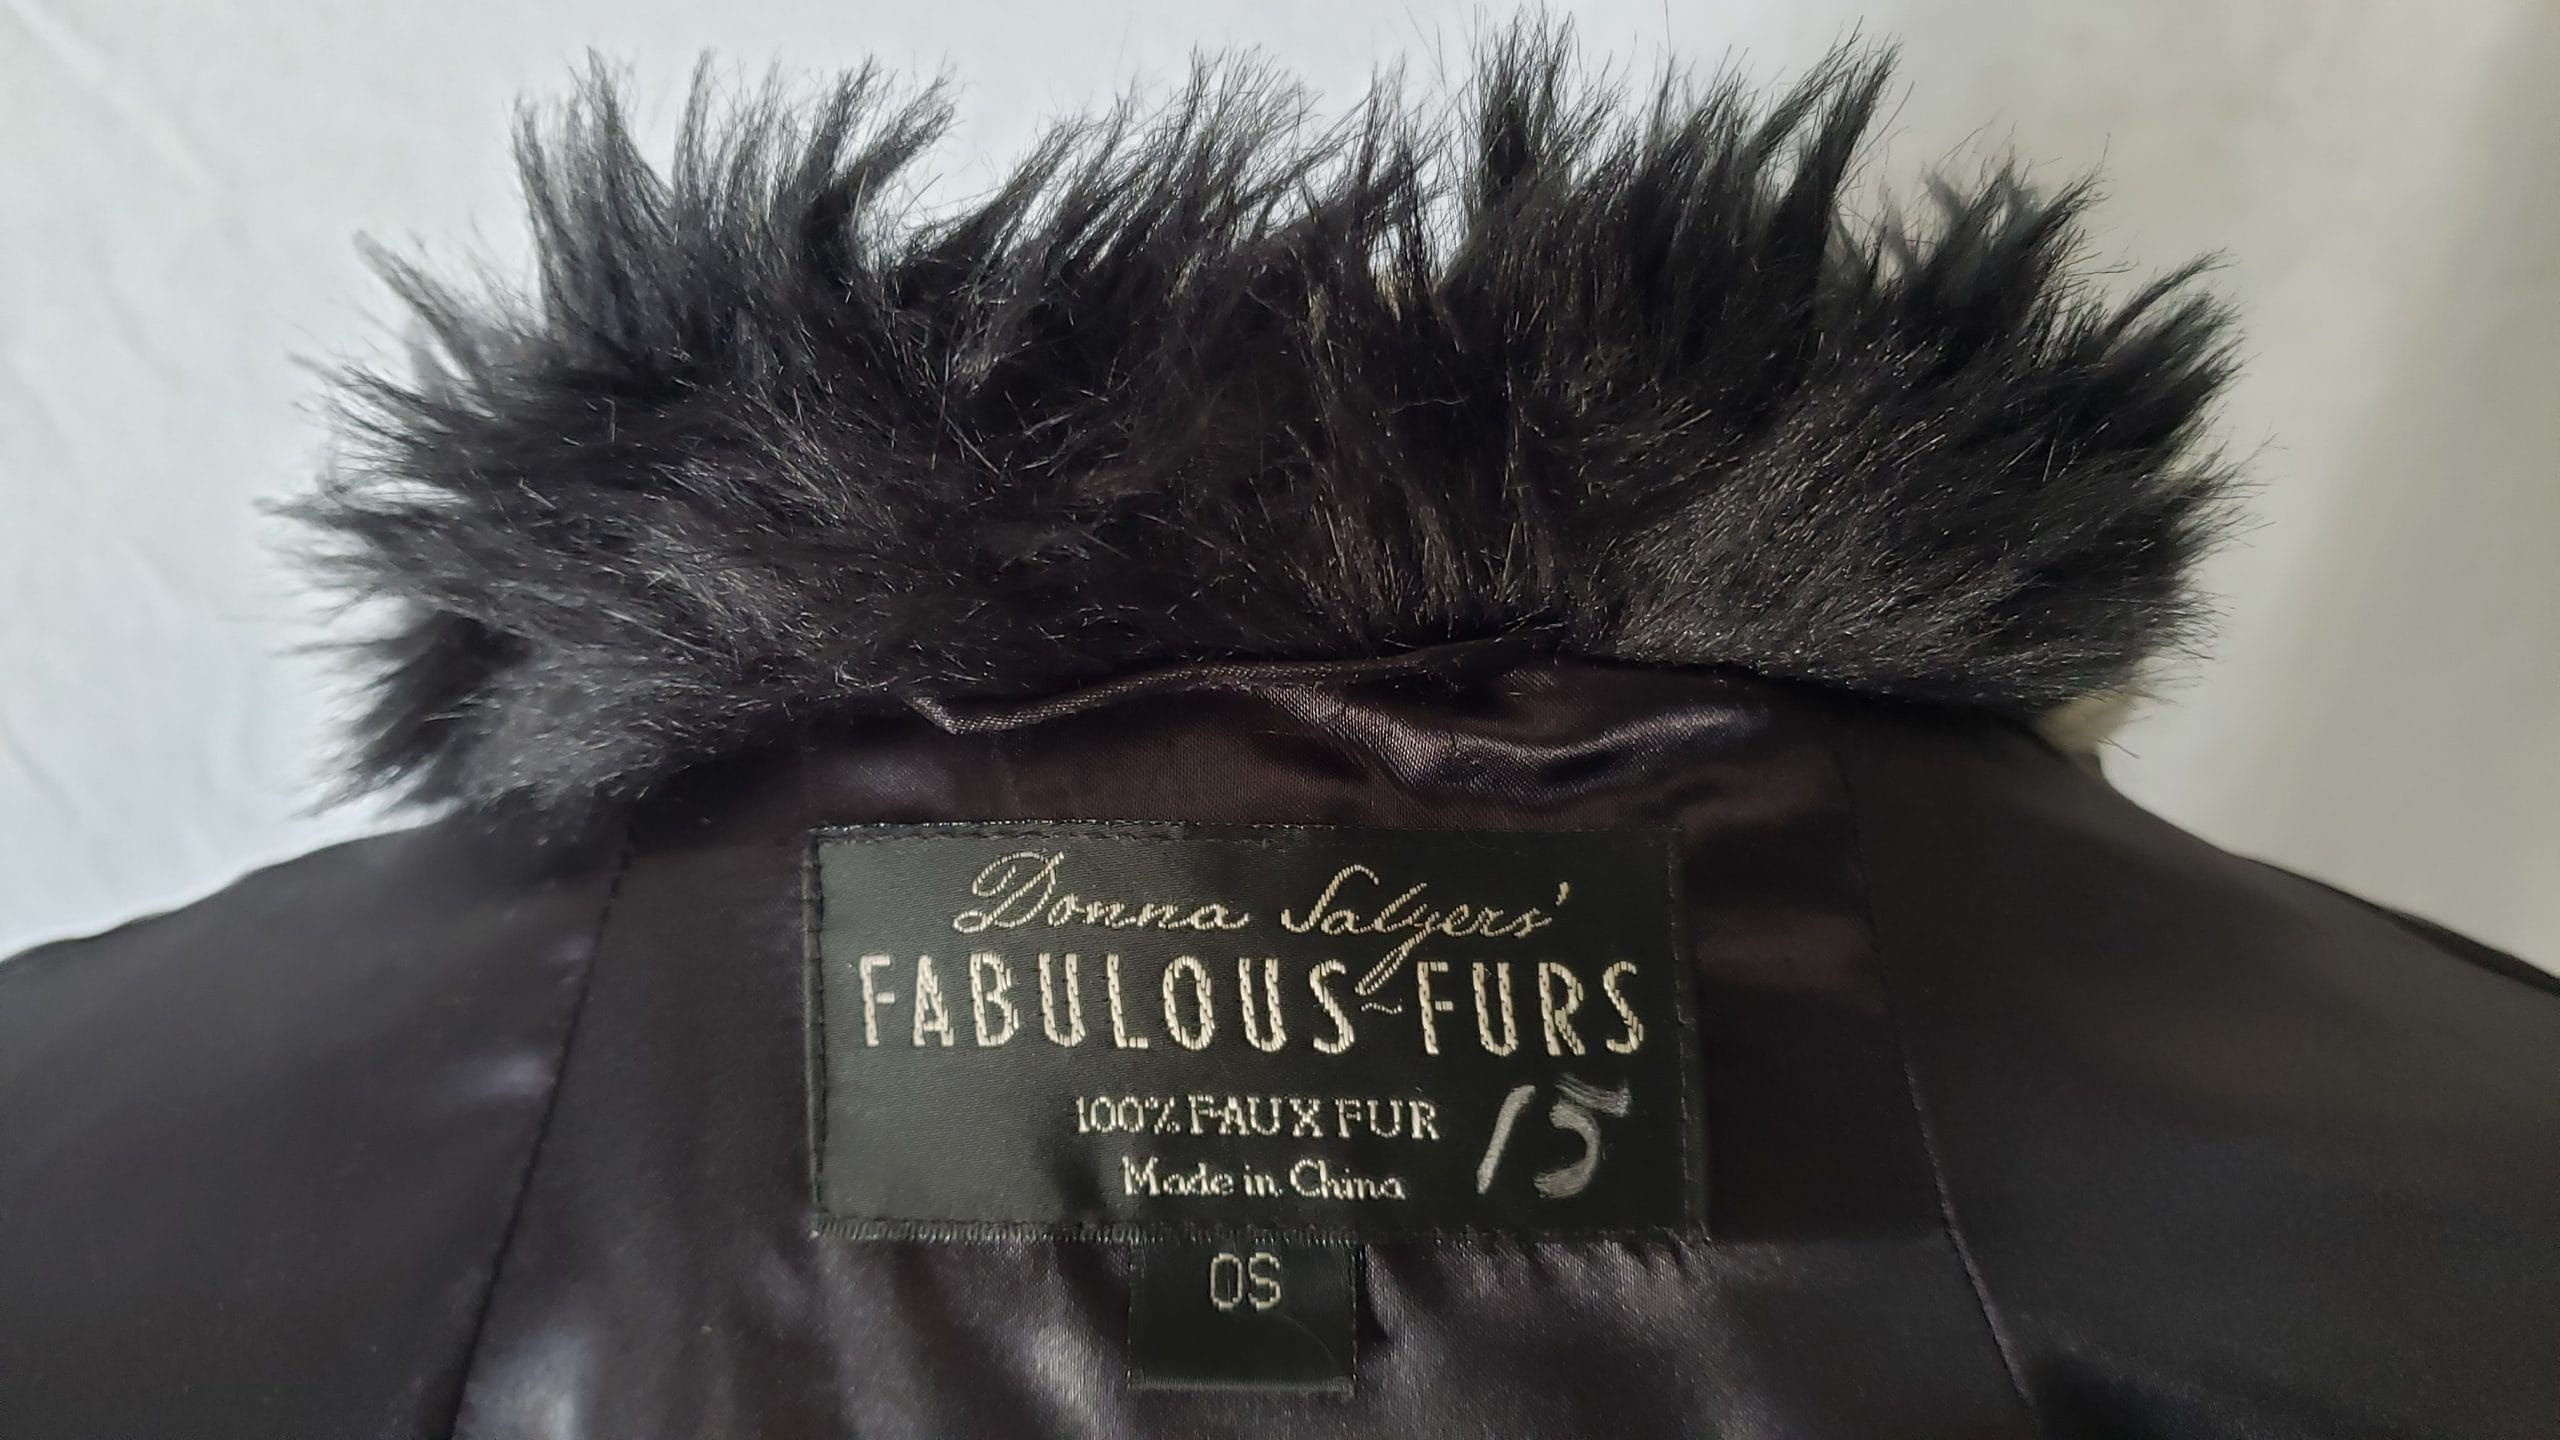 Donna Salyers'
FABULOUS~FURS
100% FAUX FUR 15
Made in China
OS